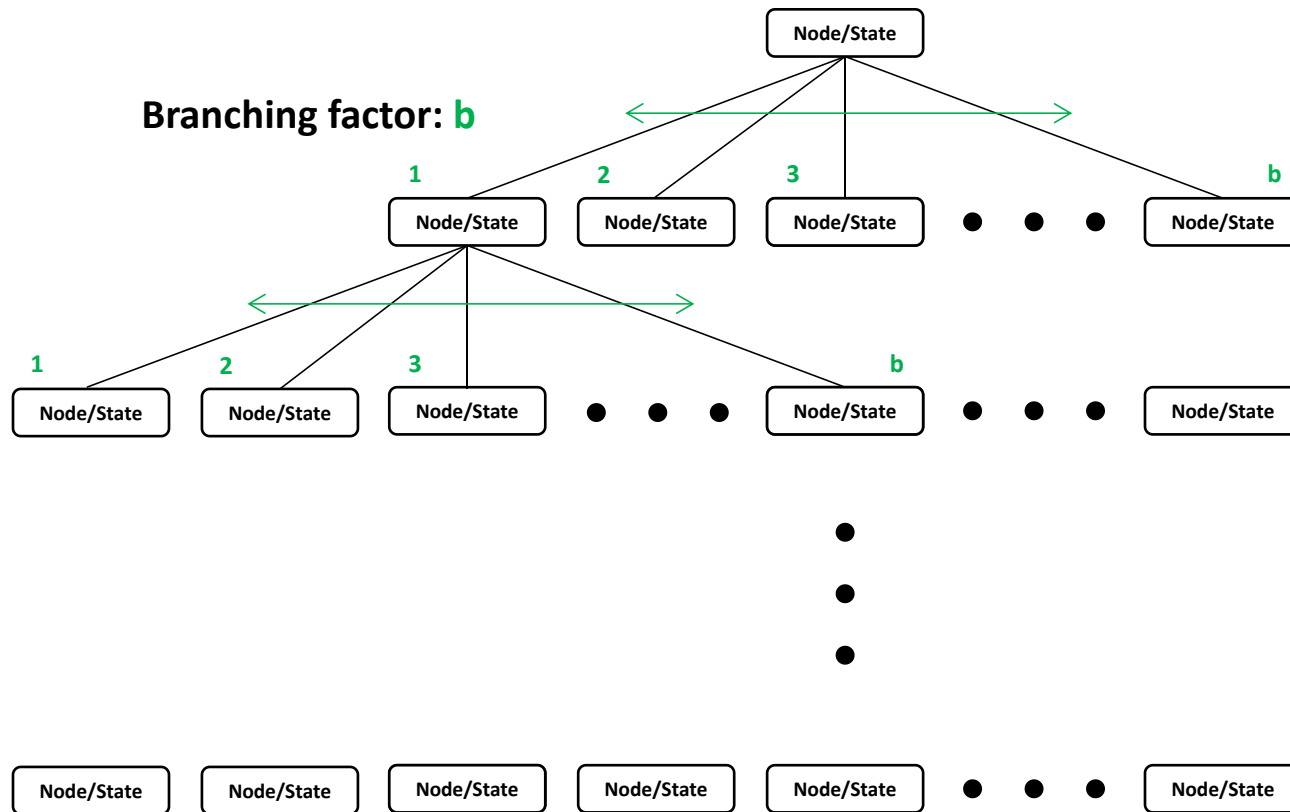 Node/State
Branching factor: b
1 2 3 b
Node/State Node/State Node/State Node/State
1 2 3 b
Node/State Node/State Node/State Node/State Node/State
Node/State Node/State Node/State Node/State Node/State Node/State